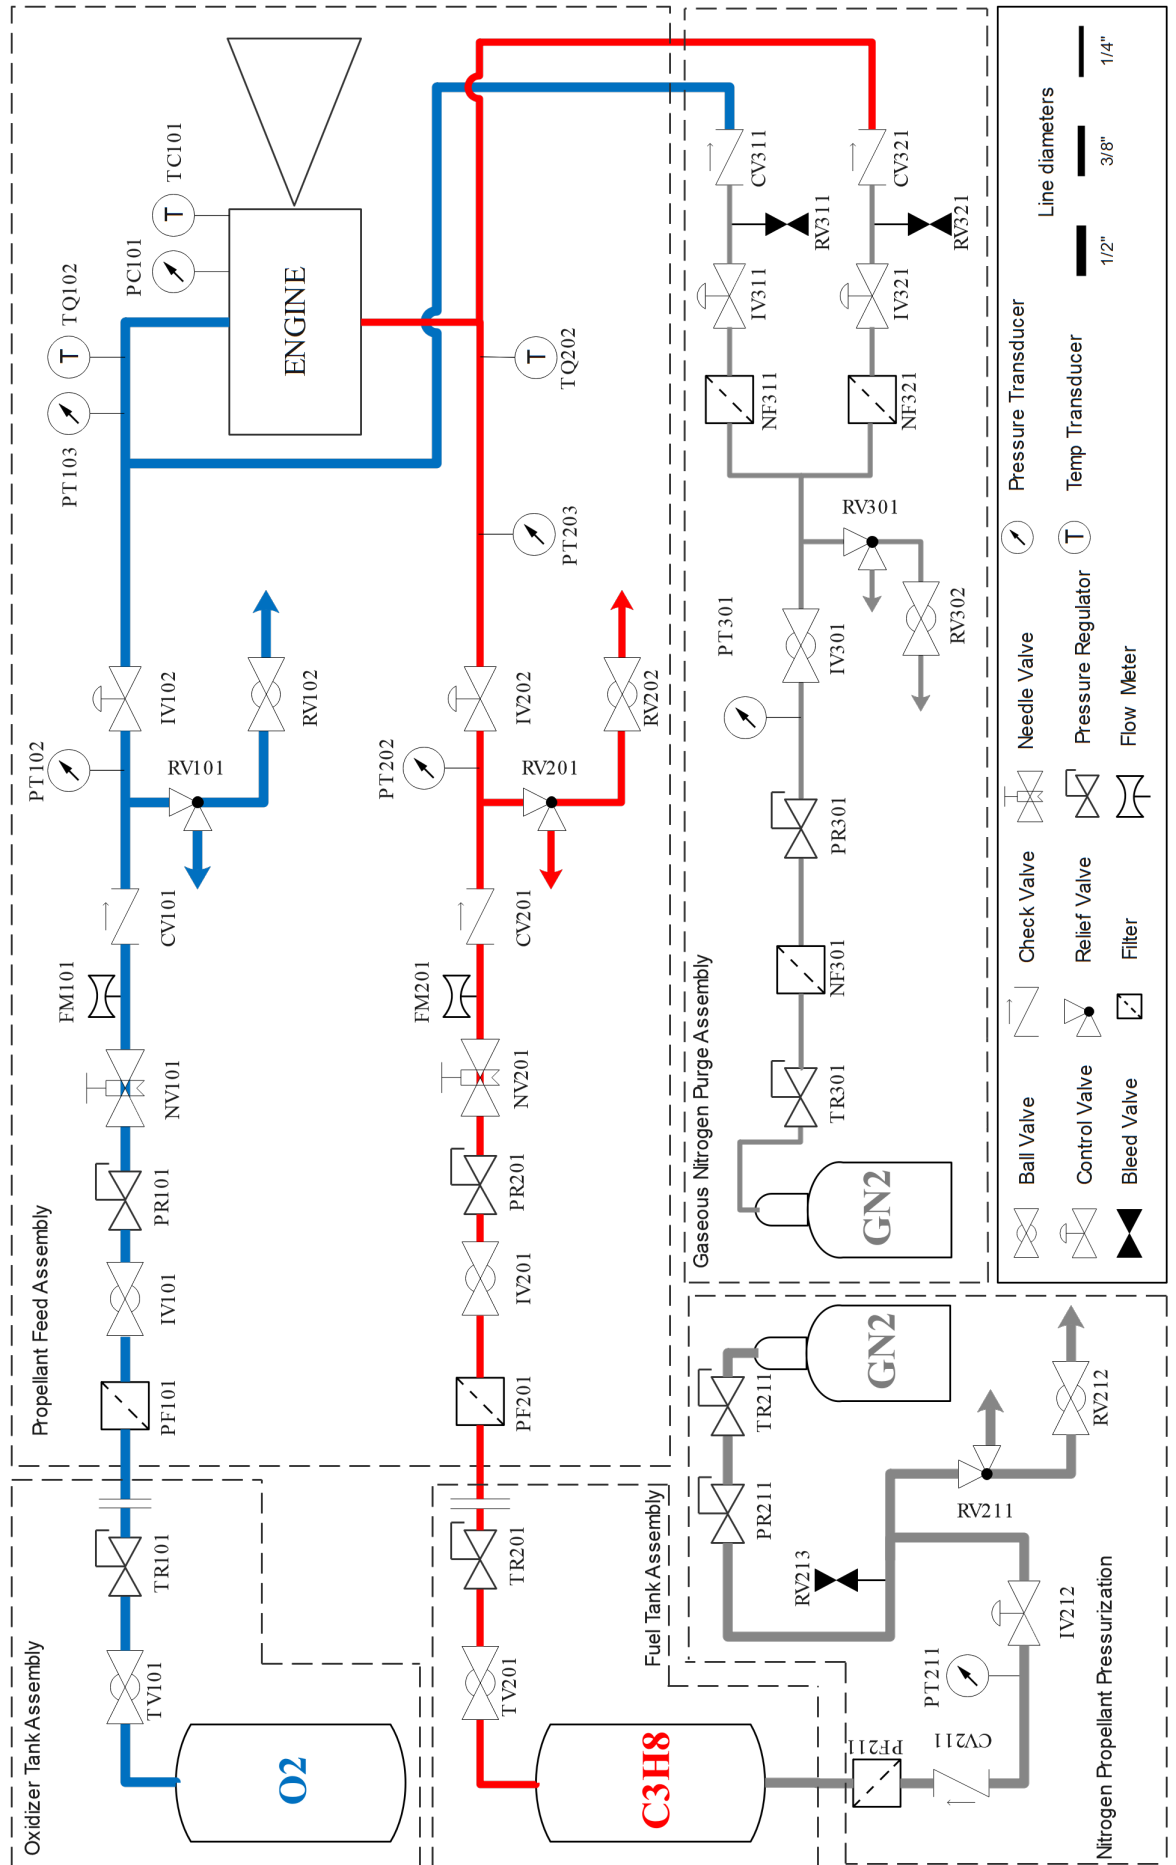 TC101
PC101
TQ102
PT103
ENGINE
TQ202
PT203
PT102
IV102
RV101
RV102
PT202
IV202
RV201
RV202
CV101
FM101
NV101
PR101
IV101
PF101
CV201
FM201
NV201
PR201
IV201
PF201
Propellant Feed Assembly
CV311
CV321
RV311
RV321
IV311
IV321
NF311
NF321
RV301
RV302
PT301
IV301
PR301
NF301
TR301
GN2
Gaseous Nitrogen Purge Assembly
Line diameters
1/2"
3/8"
1/4"
Pressure Transducer
Temp Transducer
Needle Valve
Pressure Regulator
Flow Meter
Check Valve
Relief Valve
Filter
Ball Valve
Control Valve
Bleed Valve
Oxidizer Tank Assembly
TR101
TV101
O2
Fuel Tank Assembly
TR201
TV201
C3H8
GN2
TR211
PR211
RV213
RV211
RV212
IV212
PT211
CV211
PF211
Nitrogen Propellant Pressurization